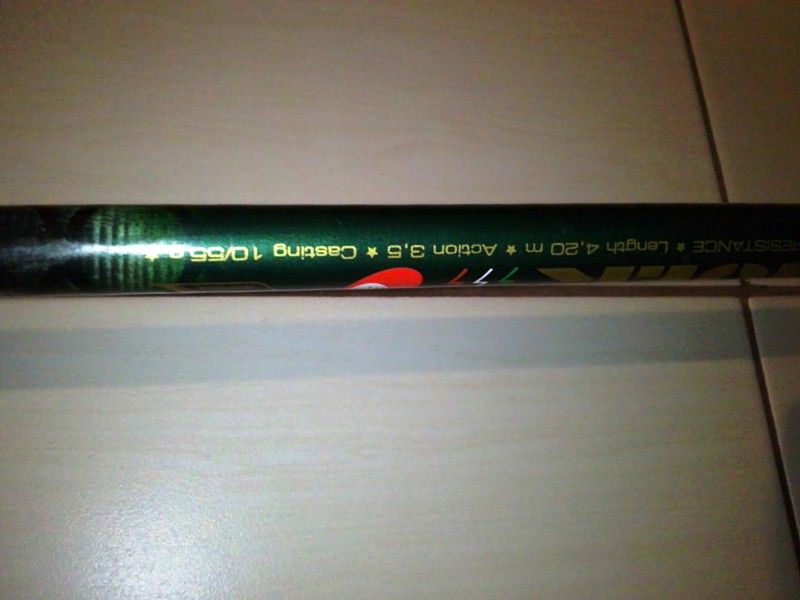 RESISTANCE ★ Length 4,20 m ★ Action 3,5 ★ Casting 10/55 g ★